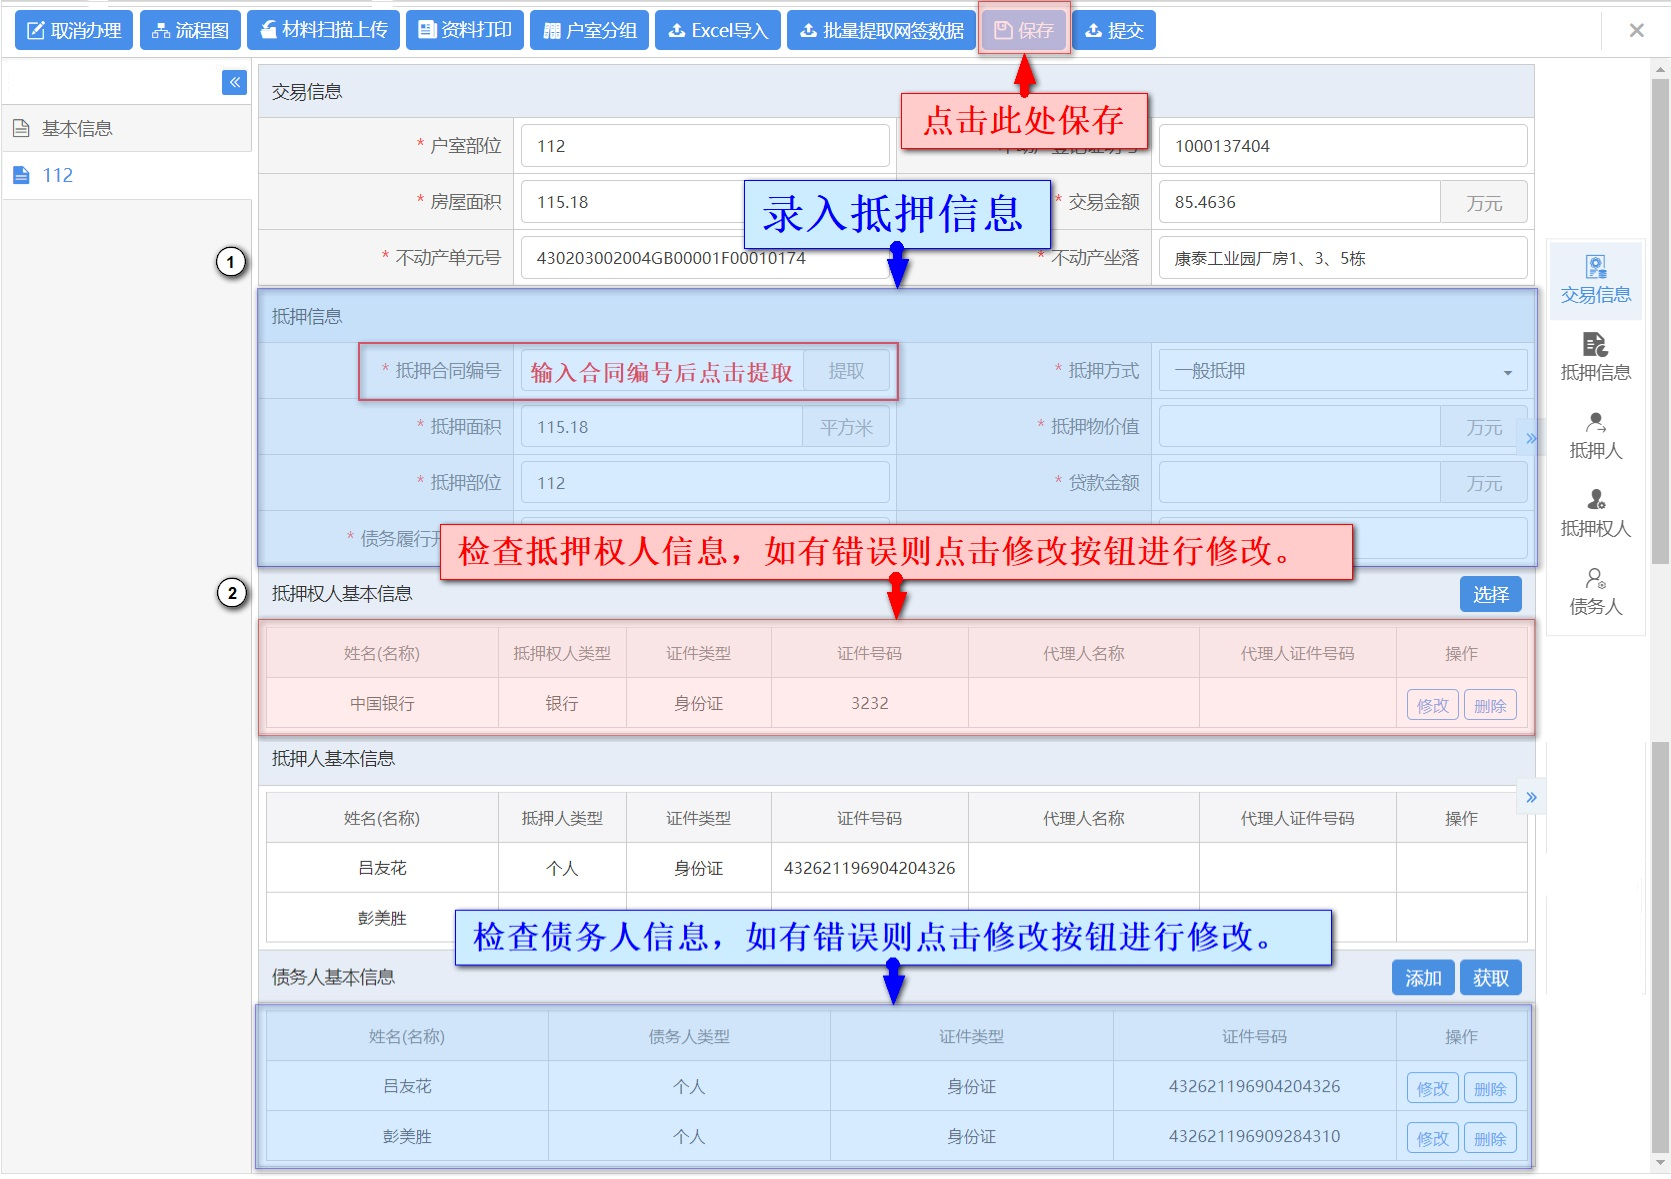 取消办理 流程图 材料扫描上传 资料打印 户室分组 Excel导入 批量提取网签数据 保存 提交
点击此处保存
基本信息
112
交易信息
* 户室部位 112 1000137404
* 房屋面积 115.18 * 交易金额 85.4636 万元
录入抵押信息
* 不动产单元号 430203002004GB00001F00010174 * 不动产坐落 康泰工业园厂房1、3、5栋
1
抵押信息
* 抵押合同编号 输入合同编号后点击提取 提取 * 抵押方式 一般抵押
* 抵押面积 115.18 平方米 * 抵押物价值 万元
* 抵押部位 112 * 贷款金额 万元
* 债务履行
检查抵押权人信息，如有错误则点击修改按钮进行修改。
2
抵押权人基本信息 选择
姓名(名称) 抵押权人类型 证件类型 证件号码 代理人名称 代理人证件号码 操作
中国银行 银行 身份证 3232 修改 删除
抵押人基本信息
姓名(名称) 抵押人类型 证件类型 证件号码 代理人名称 代理人证件号码 操作
吕友花 个人 身份证 432621196904204326
彭美胜
检查债务人信息，如有错误则点击修改按钮进行修改。
债务人基本信息 添加 获取
姓名(名称) 债务人类型 证件类型 证件号码 操作
吕友花 个人 身份证 432621196904204326 修改 删除
彭美胜 个人 身份证 432621196909284310 修改 删除
交易信息
抵押信息
抵押人
抵押权人
债务人